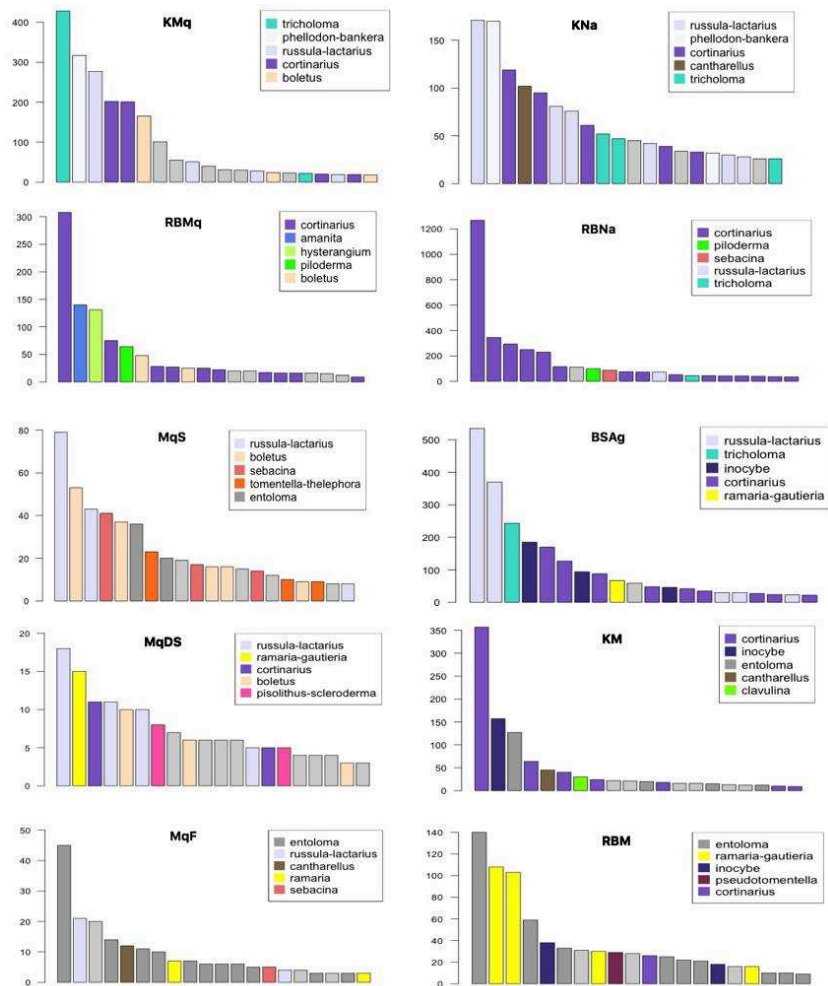 KMq
400
300
200
100
0
tricholoma
phellodon-bankera
russula-lactarius
cortinarius
boletus
KNa
150
100
50
0
russula-lactarius
phellodon-bankera
cortinarius
cantharellus
tricholoma
RBMq
300
250
200
150
100
50
0
cortinarius
amanita
hysterangium
piloderma
boletus
RBNa
1200
1000
800
600
400
200
0
cortinarius
piloderma
sebacina
russula-lactarius
tricholoma
MqS
80
60
40
20
0
russula-lactarius
boletus
sebacina
tomentella-thelephora
entoloma
BSAg
500
400
300
200
100
0
russula-lactarius
tricholoma
inocybe
cortinarius
ramaria-gautieria
MqDS
20
15
10
5
0
russula-lactarius
ramaria-gautieria
cortinarius
boletus
pisolithus-scleroderma
KM
350
300
250
200
150
100
50
0
cortinarius
inocybe
entoloma
cantharellus
clavulina
MqF
50
40
30
20
10
0
entoloma
russula-lactarius
cantharellus
ramaria
sebacina
RBM
140
120
100
80
60
40
20
0
entoloma
ramaria-gautieria
inocybe
pseudotomentella
cortinarius